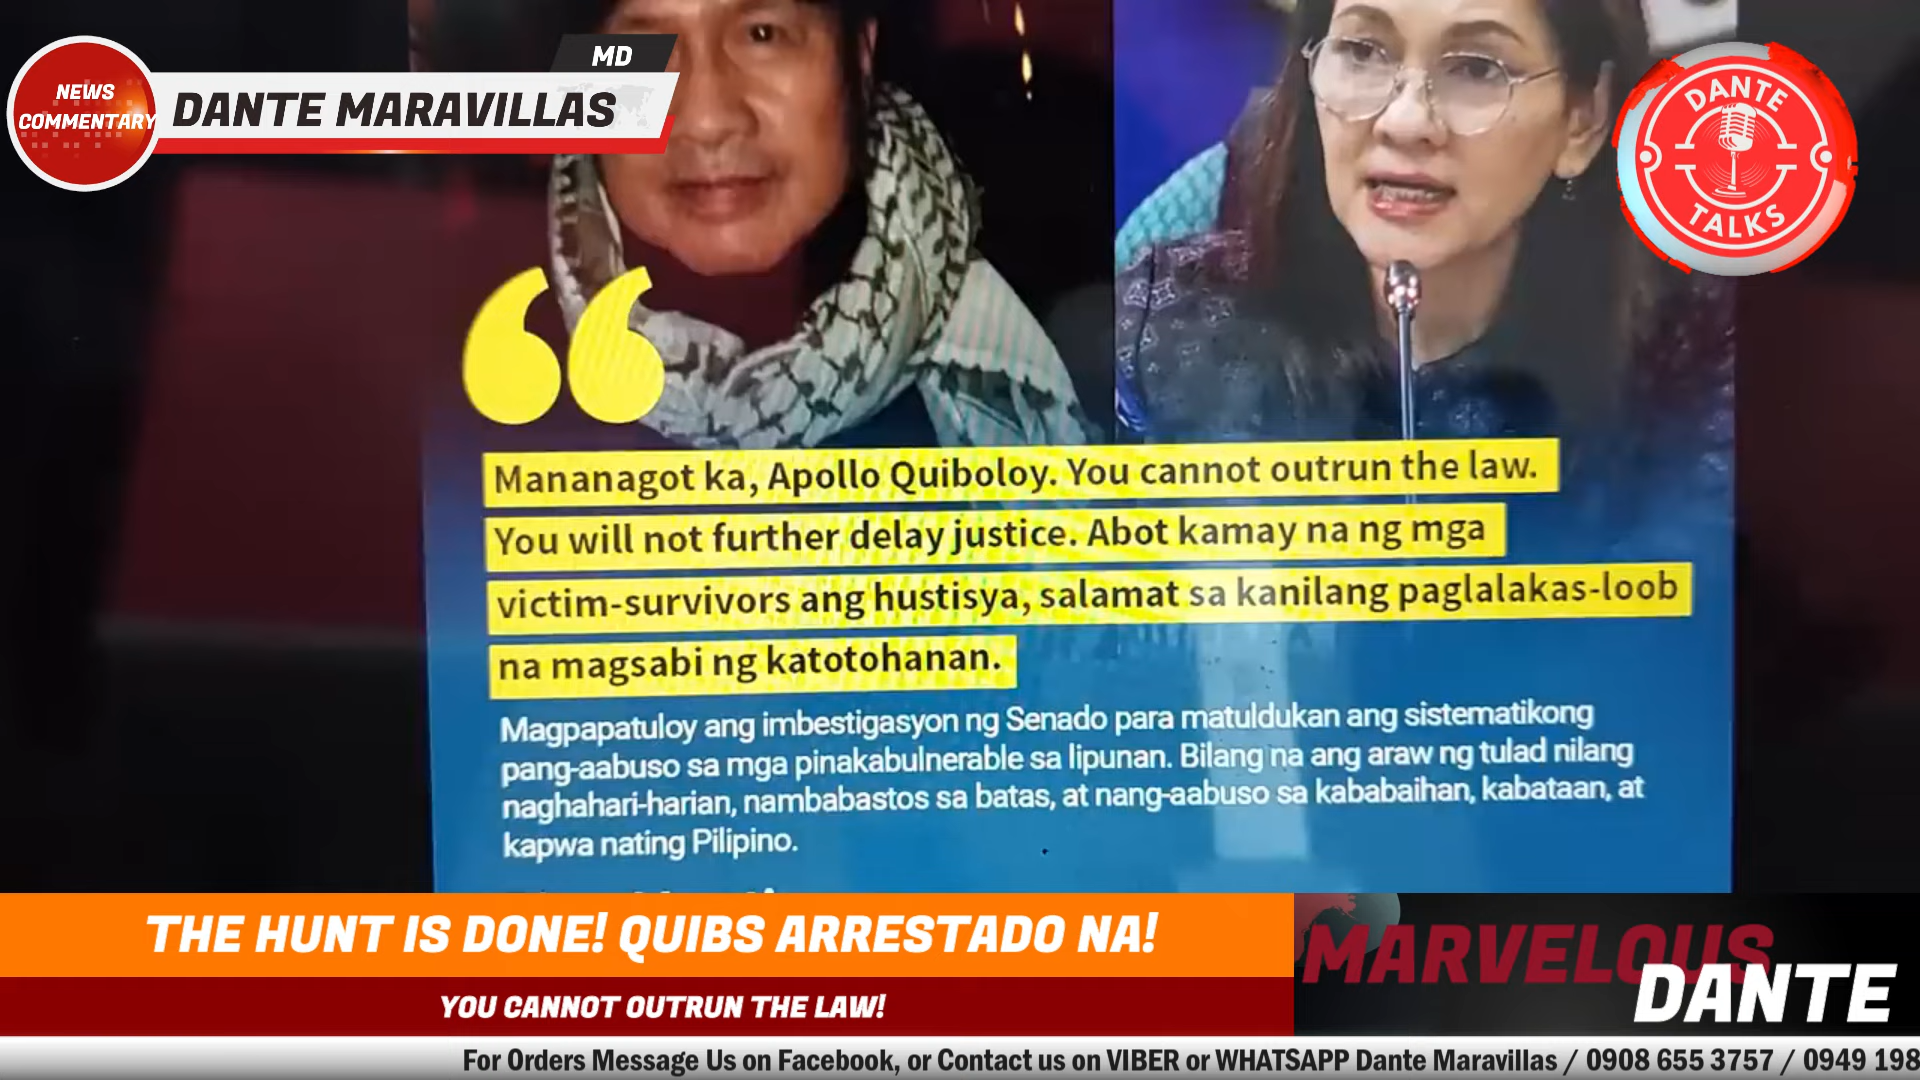 NEWS
COMMENTARY
MD
DANTE MARAVILLAS
DANTE
TALKS
Mananagot ka, Apollo Quiboloy. You cannot outrun the law.
You will not further delay justice. Abot kamay na ng mga
victim-survivors ang hustisya, salamat sa kanilang paglalakas-loob
na magsabi ng katotohanan.
Magpapatuloy ang imbestigasyon ng Senado para matuldukan ang sistematikong
pang-aabuso sa mga pinakabulnerable sa lipunan. Bilang na ang araw ng tulad nilang
naghahari-harian, nambabastos sa batas, at nang-aabuso sa kababaihan, kabataan, at
kapwa nating Pilipino.
THE HUNT IS DONE! QUIBS ARRESTADO NA!
YOU CANNOT OUTRUN THE LAW!
MARVELOUS
DANTE
For Orders Message Us on Facebook, or Contact us on VIBER or WHATSAPP Dante Maravillas / 0908 655 3757 / 0949 198